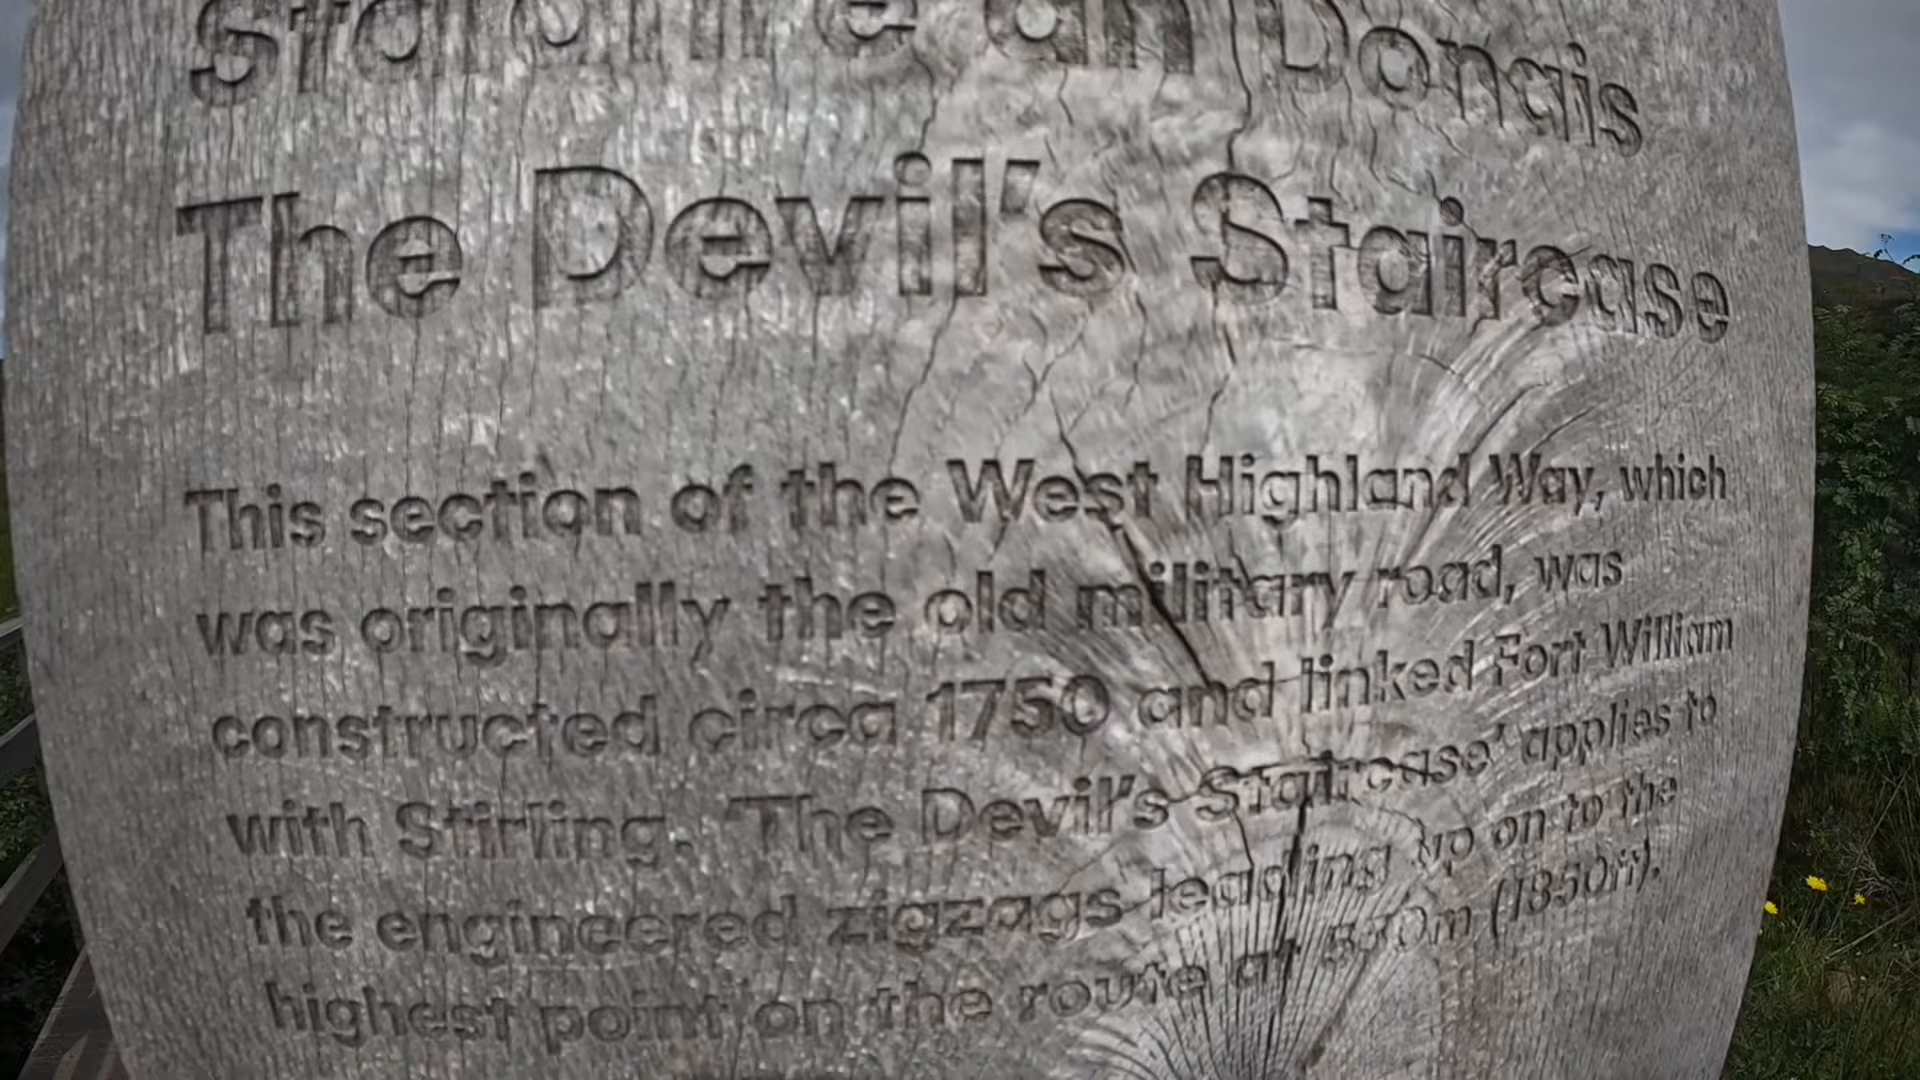 an Donais
The Devil's Staircase
This section of the West Highland Way, which
was originally the old military road, was
constructed circa 1750 and linked Fort William
with Stirling. 'The Devil's Staircase' applies to
the engineered zigzags leading up on to the
highest point on the route at 550m (1850ft).